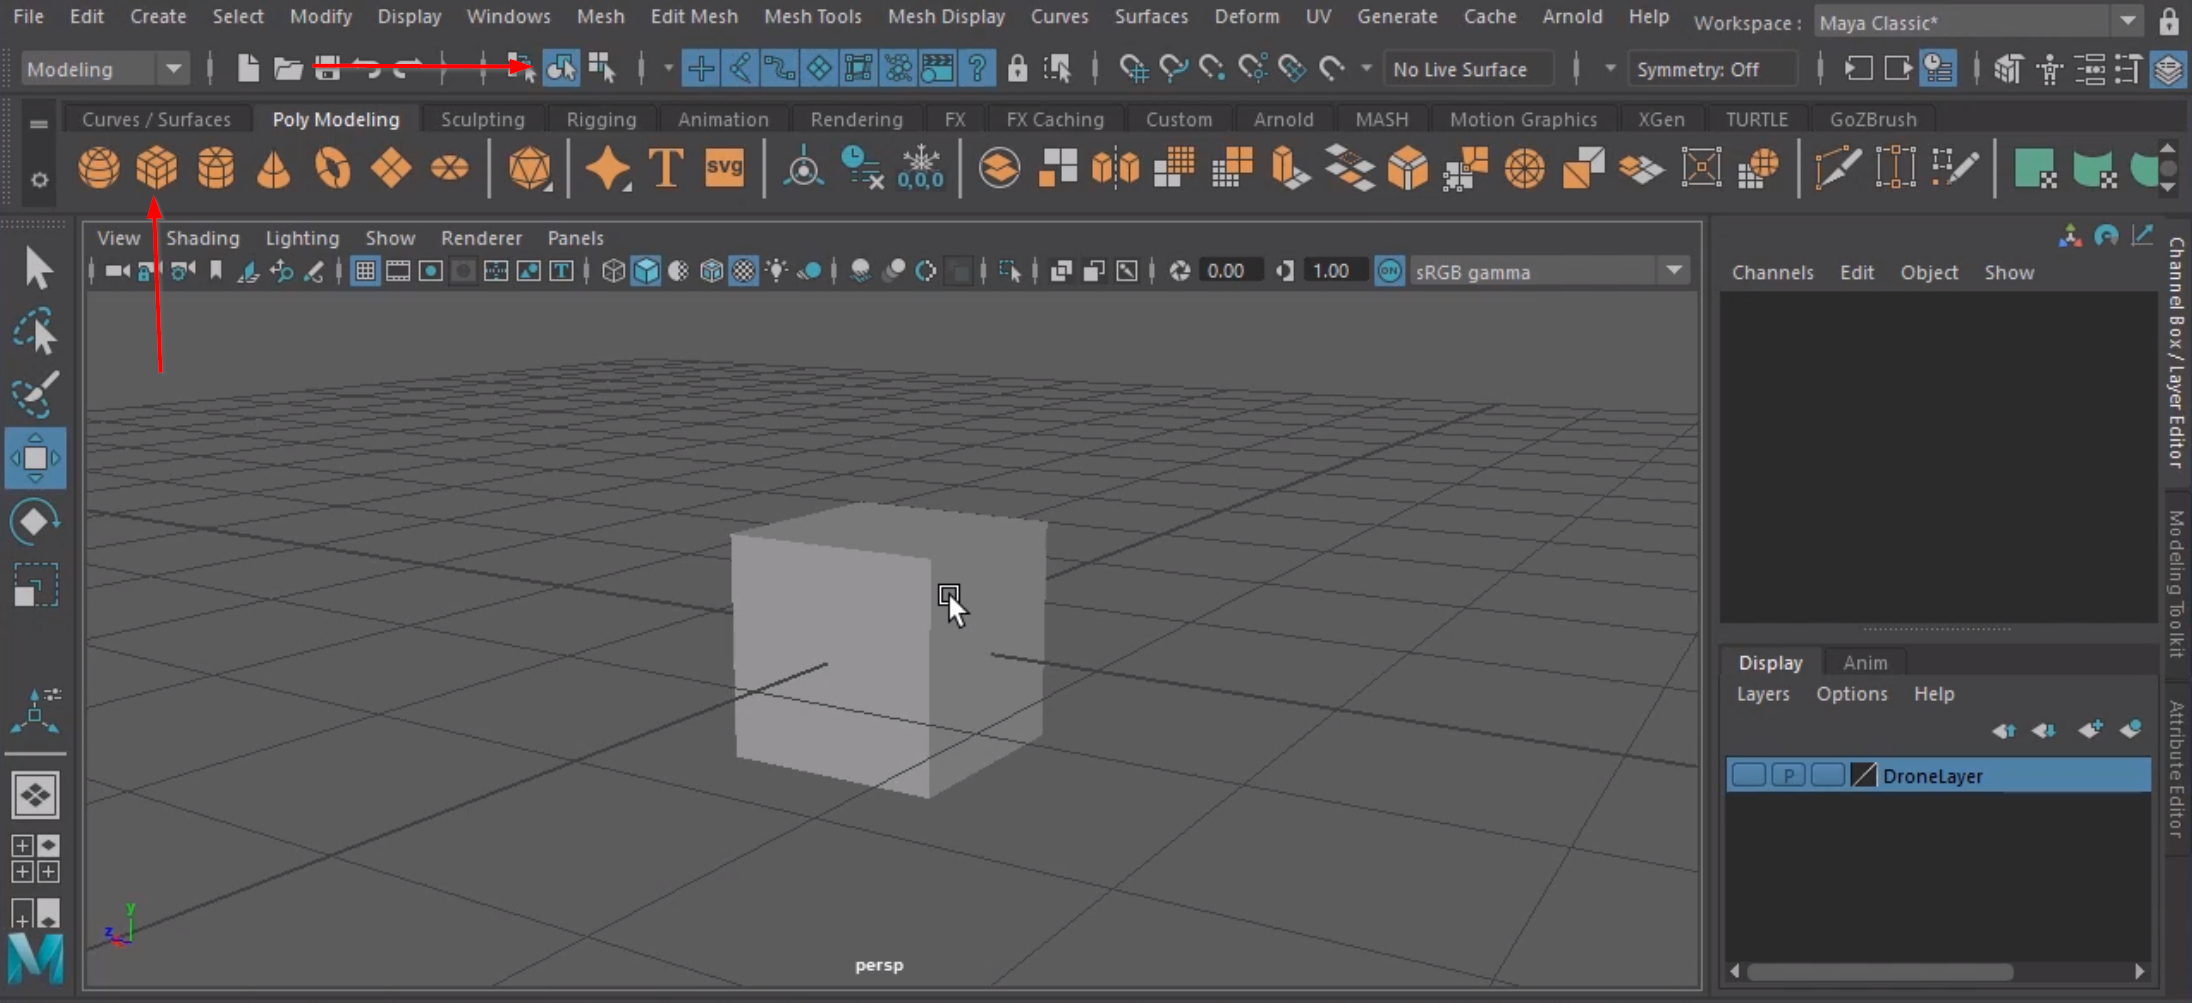 File Edit Create Select Modify Display Windows Mesh Edit Mesh Mesh Tools Mesh Display Curves Surfaces Deform UV Generate Cache Arnold Help Workspace : Maya Classic*
Modeling No Live Surface Symmetry: Off
Curves / Surfaces Poly Modeling Sculpting Rigging Animation Rendering FX FX Caching Custom Arnold MASH Motion Graphics XGen TURTLE GoZBrush
T svg 0,0,0
View Shading Lighting Show Renderer Panels
T 0.00 1.00 ON sRGB gamma
Channels Edit Object Show
Channel Box / Layer Editor
Modeling Toolkit
Attribute Editor
Display Anim
Layers Options Help
P DroneLayer
y
z
persp
M